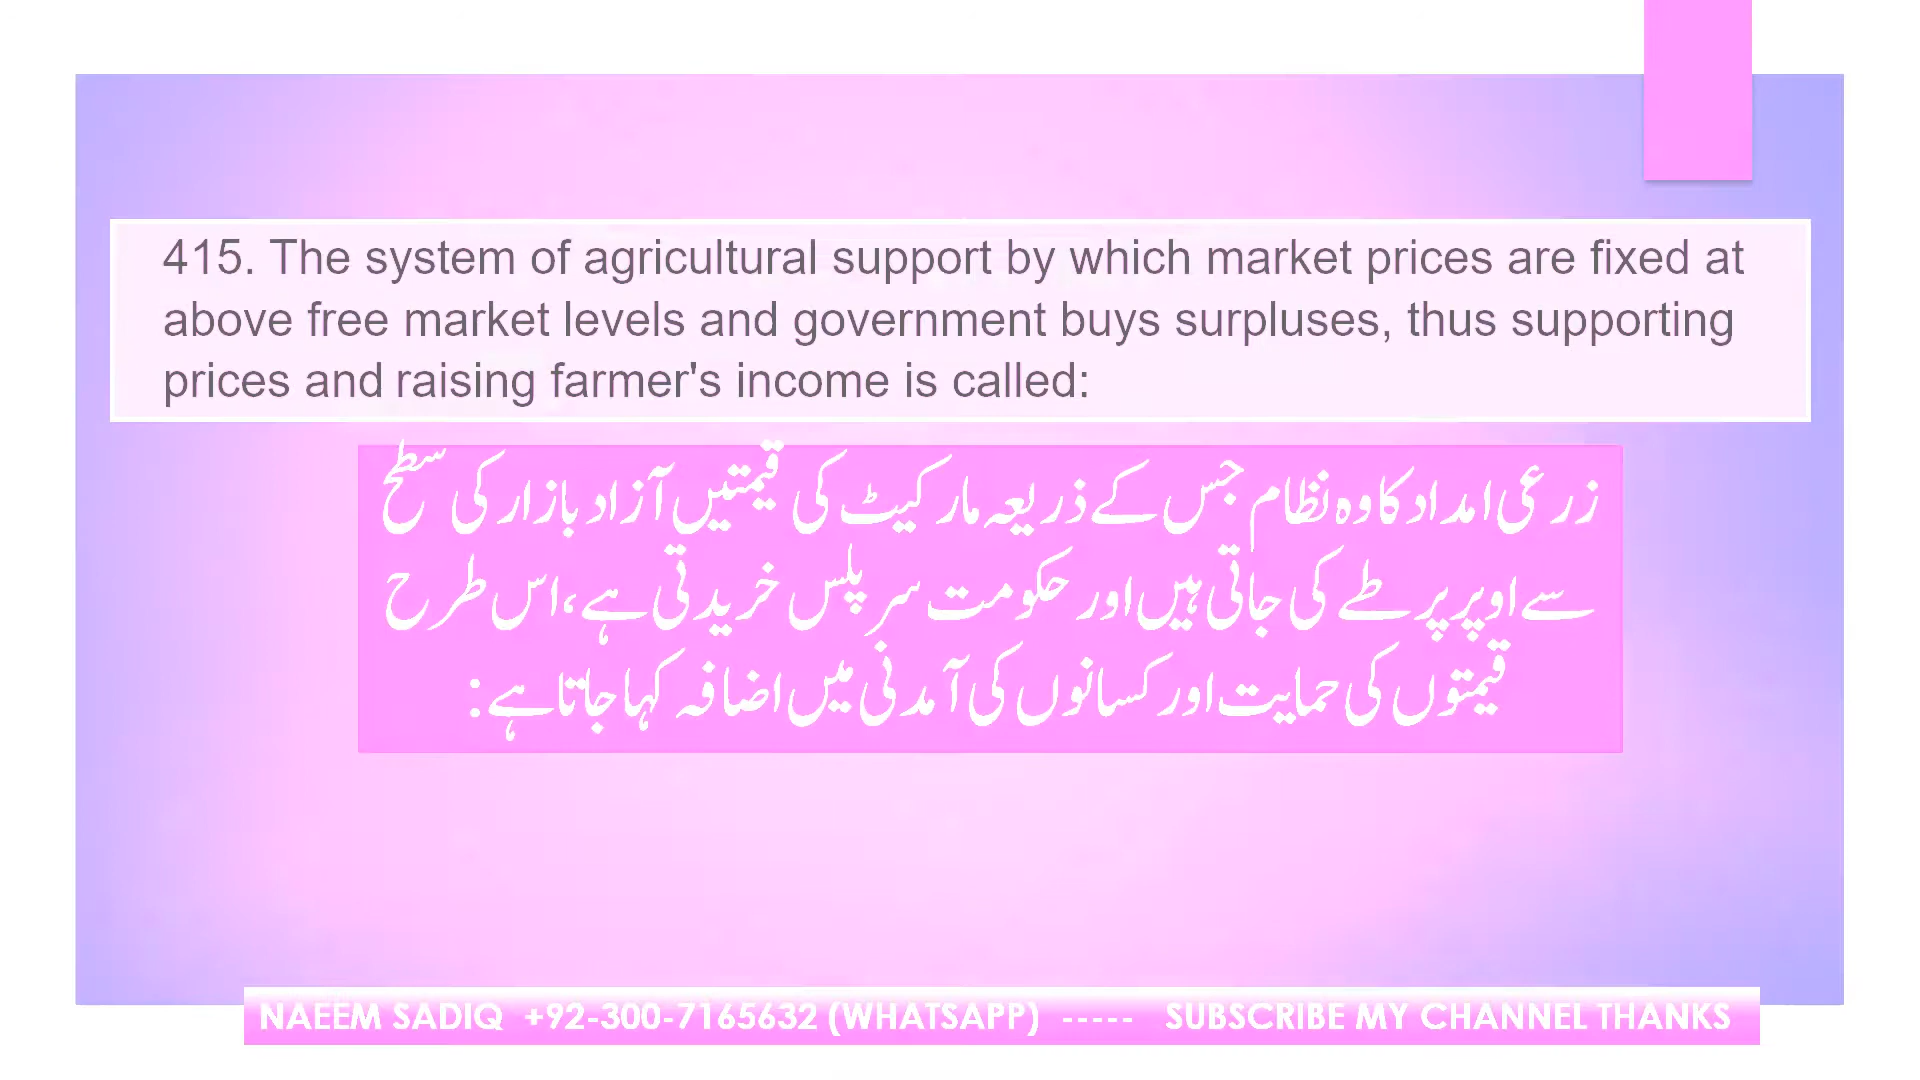 415. The system of agricultural support by which market prices are fixed at
above free market levels and government buys surpluses, thus supporting
prices and raising farmer's income is called:
زرعی امداد کا وہ نظام جس کے ذریعہ مارکیٹ کی قیمتیں آزاد بازار کی سطح
سے اوپر پر طے کی جاتی ہیں اور حکومت سرپلس خریدتی ہے، اس طرح
قیمتوں کی حمایت اور کسانوں کی آمدنی میں اضافہ کہا جاتا ہے:
NAEEM SADIQ +92-300-7165632 (WHATSAPP) ----- SUBSCRIBE MY CHANNEL THANKS